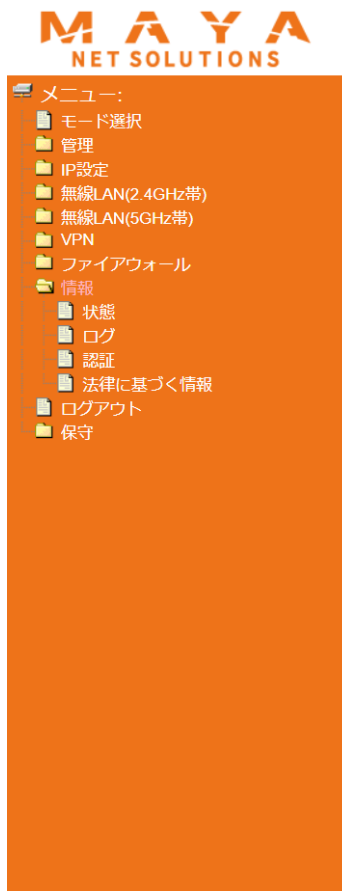 MAYA
NET SOLUTIONS
メニュー:
モード選択
管理
IP設定
無線LAN(2.4GHz帯)
無線LAN(5GHz帯)
VPN
ファイアウォール
情報
状態
ログ
認証
法律に基づく情報
ログアウト
保守